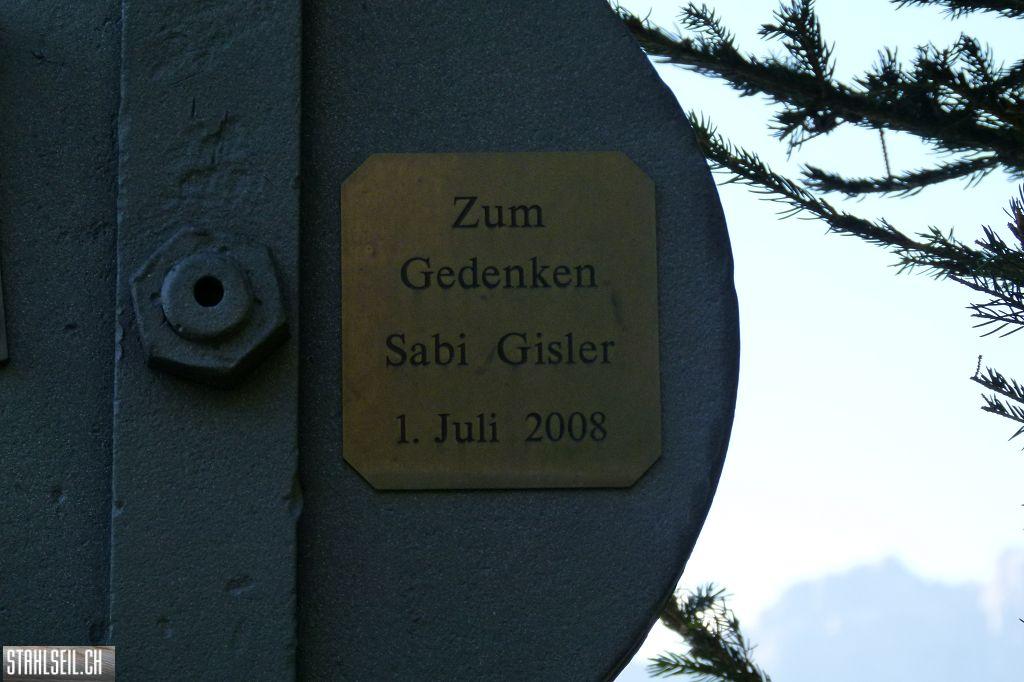 Zum
Gedenken
Sabi Gisler
1. Juli 2008
STAHLSEIL.CH